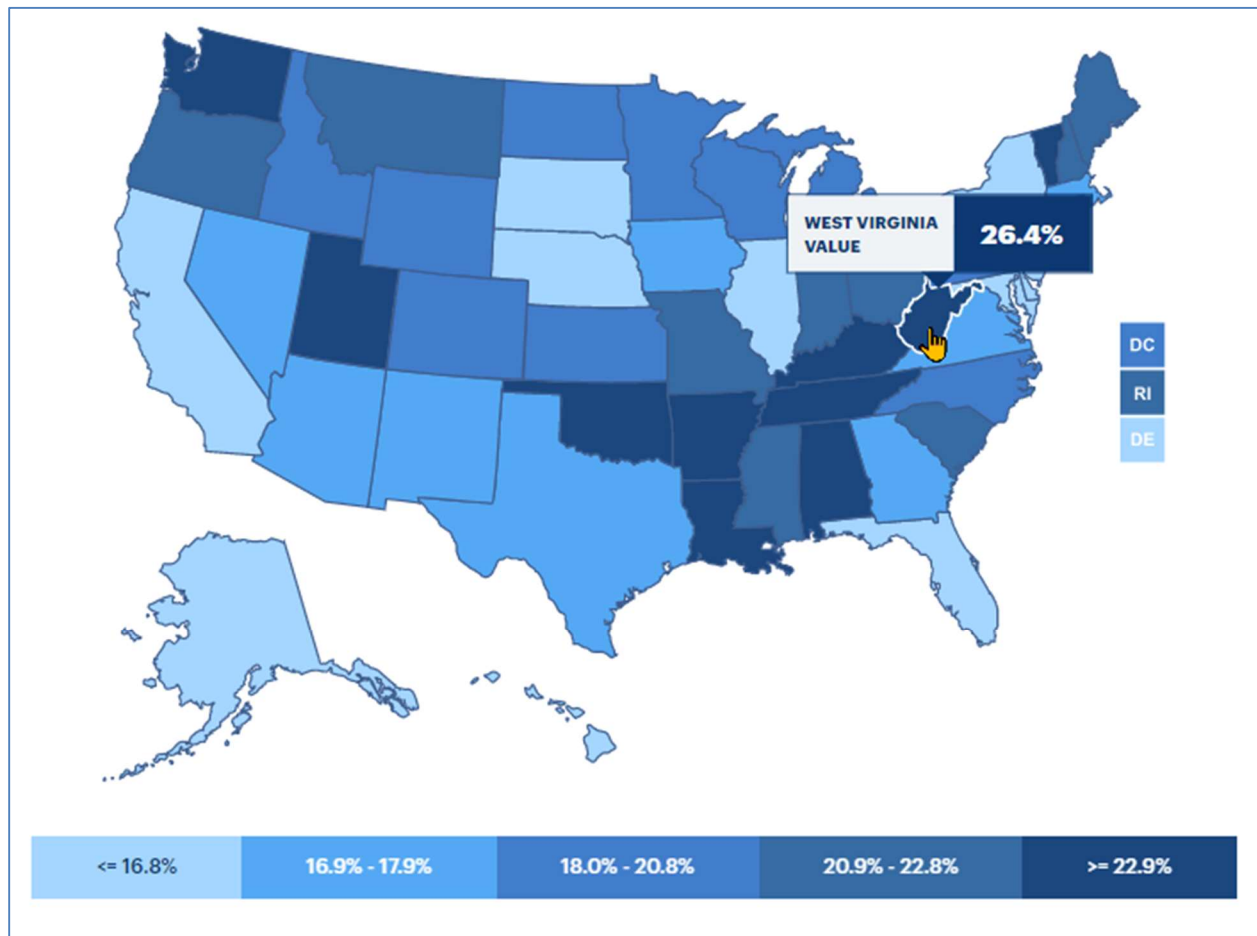 WEST VIRGINIA
VALUE
26.4%
DC
RI
DE
<= 16.8%
16.9% - 17.9%
18.0% - 20.8%
20.9% - 22.8%
>= 22.9%